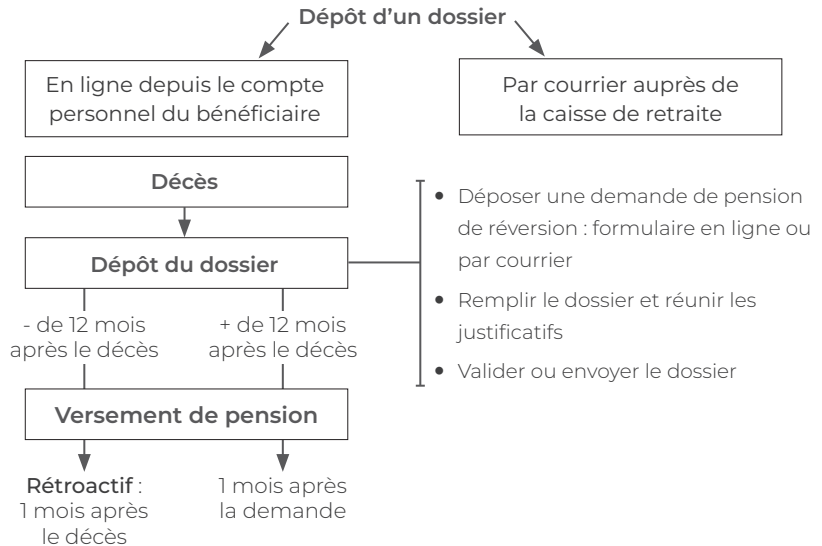 Dépôt d'un dossier
En ligne depuis le compte
personnel du bénéficiaire
Par courrier auprès de
la caisse de retraite
Décès
Dépôt du dossier
• Déposer une demande de pension
de réversion : formulaire en ligne ou
par courrier
• Remplir le dossier et réunir les
justificatifs
• Valider ou envoyer le dossier
- de 12 mois
après le décès
+ de 12 mois
après le décès
Versement de pension
Rétroactif :
1 mois après
le décès
1 mois après
la demande